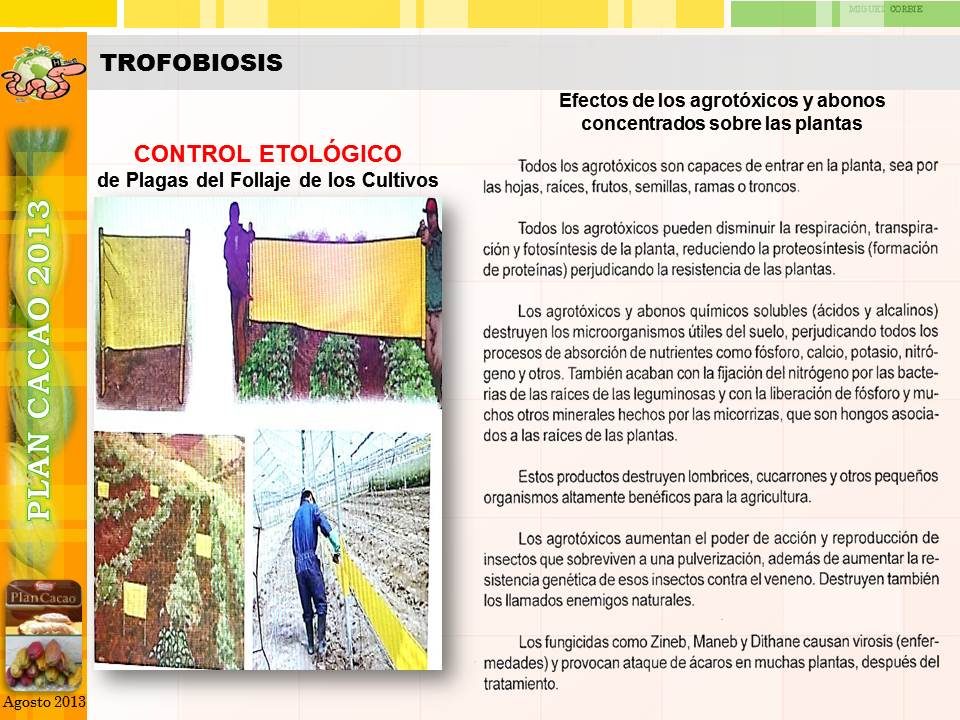 MIGUEL CORBIE
TROFOBIOSIS
CONTROL ETOLÓGICO
de Plagas del Follaje de los Cultivos
Efectos de los agrotóxicos y abonos
concentrados sobre las plantas
Todos los agrotóxicos son capaces de entrar en la planta, sea por
las hojas, raíces, frutos, semillas, ramas o troncos.
Todos los agrotóxicos pueden disminuir la respiración, transpira-
ción y fotosíntesis de la planta, reduciendo la proteosíntesis (formación
de proteínas) perjudicando la resistencia de las plantas.
Los agrotóxicos y abonos químicos solubles (ácidos y alcalinos)
destruyen los microorganismos útiles del suelo, perjudicando todos los
procesos de absorción de nutrientes como fósforo, calcio, potasio, nitró-
geno y otros. También acaban con la fijación del nitrógeno por las bacte-
rias de las raíces de las leguminosas y con la liberación de fósforo y mu-
chos otros minerales hechos por las micorrizas, que son hongos asocia-
dos a las raíces de las plantas.
Estos productos destruyen lombrices, cucarrones y otros pequeños
organismos altamente benéficos para la agricultura.
Los agrotóxicos aumentan el poder de acción y reproducción de
insectos que sobreviven a una pulverización, además de aumentar la re-
sistencia genética de esos insectos contra el veneno. Destruyen también
los llamados enemigos naturales.
Los fungicidas como Zineb, Maneb y Dithane causan virosis (enfer-
medades) y provocan ataque de ácaros en muchas plantas, después del
tratamiento.
PLAN CACAO 2013
Plan Cacao
Agosto 2013